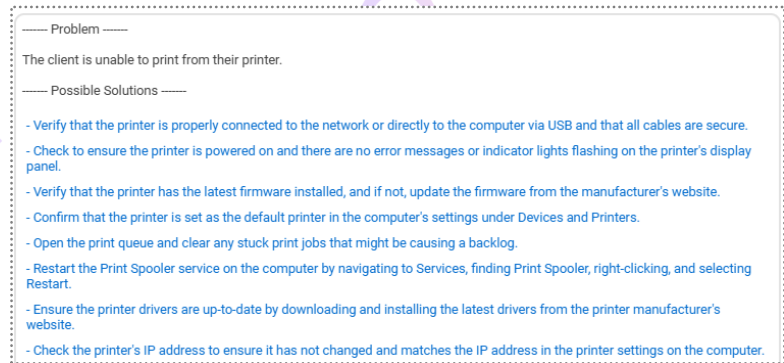 ------- Problem -------
The client is unable to print from their printer.
------- Possible Solutions -------
- Verify that the printer is properly connected to the network or directly to the computer via USB and that all cables are secure.
- Check to ensure the printer is powered on and there are no error messages or indicator lights flashing on the printer's display
panel.
- Verify that the printer has the latest firmware installed, and if not, update the firmware from the manufacturer's website.
- Confirm that the printer is set as the default printer in the computer's settings under Devices and Printers.
- Open the print queue and clear any stuck print jobs that might be causing a backlog.
- Restart the Print Spooler service on the computer by navigating to Services, finding Print Spooler, right-clicking, and selecting
Restart.
- Ensure the printer drivers are up-to-date by downloading and installing the latest drivers from the printer manufacturer's
website.
- Check the printer's IP address to ensure it has not changed and matches the IP address in the printer settings on the computer.